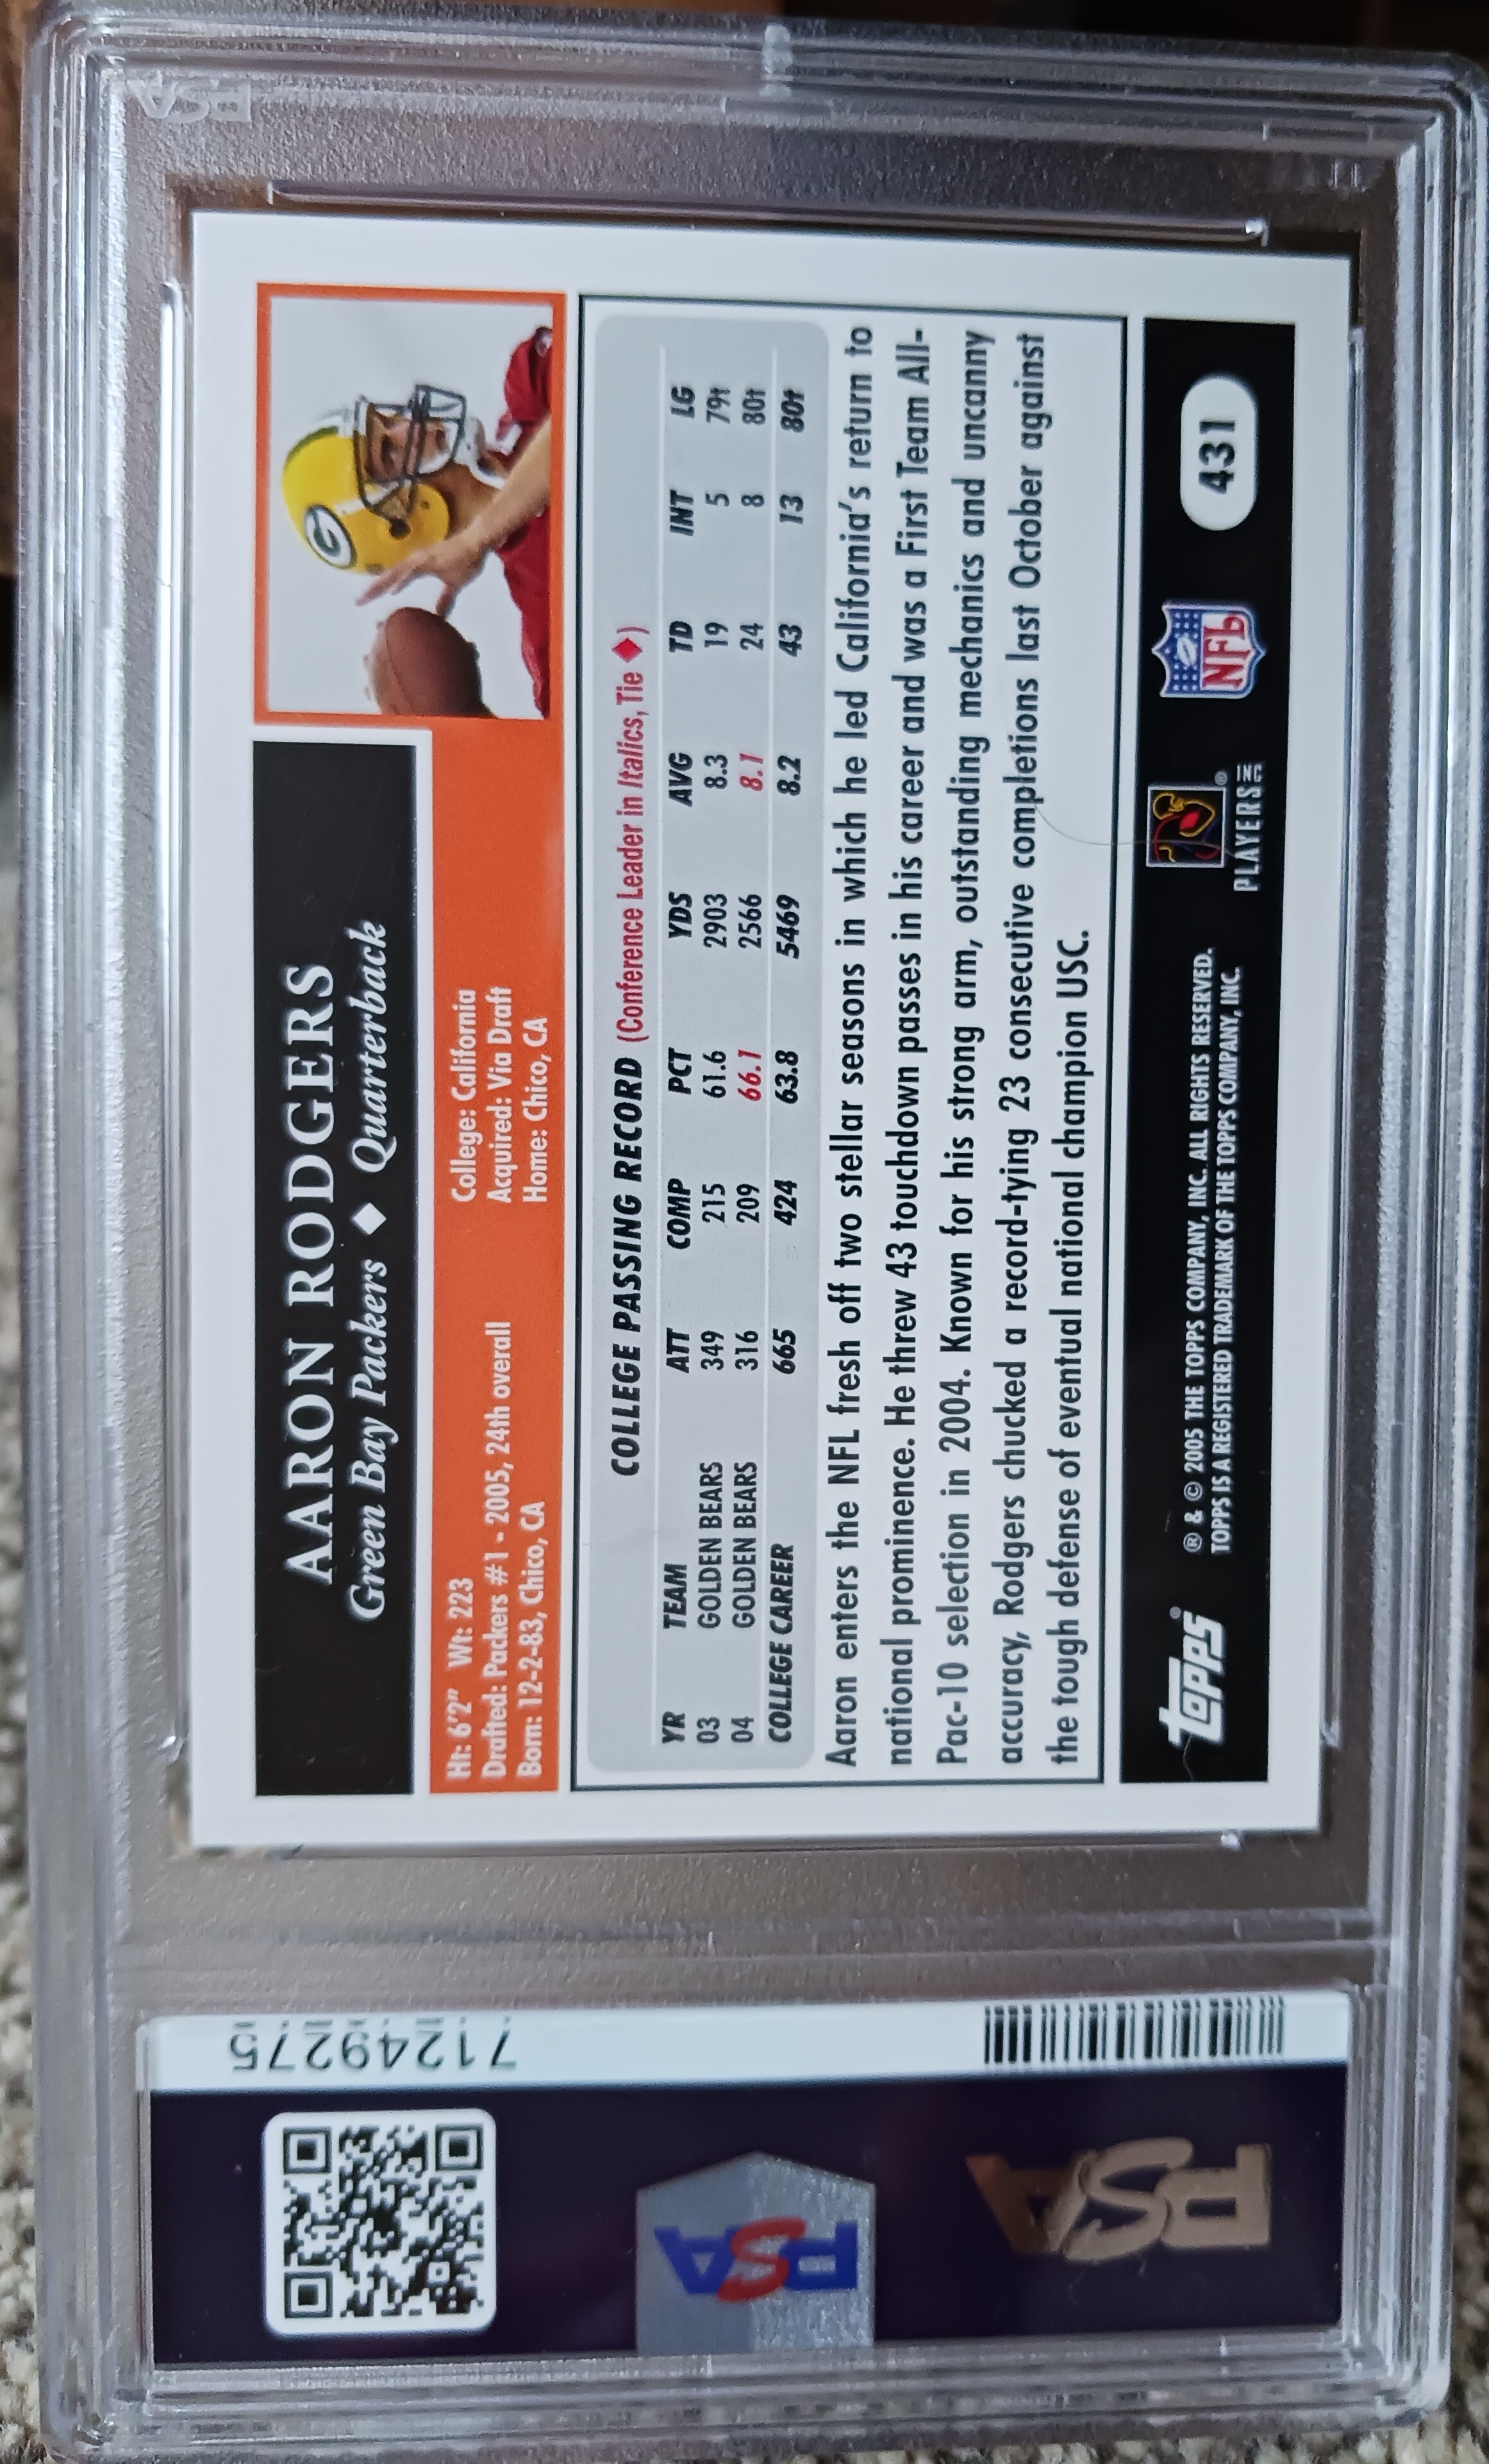 71249275
PSA
PSA
AARON RODGERS
Green Bay Packers ♦ Quarterback
Ht: 6'2" Wt: 223
Drafted: Packers #1 - 2005, 24th overall
Born: 12-2-83, Chico, CA
College: California
Acquired: Via Draft
Home: Chico, CA
G
COLLEGE PASSING RECORD (Conference Leader in Italics, Tie ♦)
YR TEAM ATT COMP PCT YDS AVG TD INT LG
03 GOLDEN BEARS 349 215 61.6 2903 8.3 19 5 79t
04 GOLDEN BEARS 316 209 66.1 2566 8.1 24 8 80t
COLLEGE CAREER 665 424 63.8 5469 8.2 43 13 80t
Aaron enters the NFL fresh off two stellar seasons in which he led California's return to
national prominence. He threw 43 touchdown passes in his career and was a First Team All-
Pac-10 selection in 2004. Known for his strong arm, outstanding mechanics and uncanny
accuracy, Rodgers chucked a record-tying 23 consecutive completions last October against
the tough defense of eventual national champion USC.
topps®
® & © 2005 THE TOPPS COMPANY, INC. ALL RIGHTS RESERVED.
TOPPS IS A REGISTERED TRADEMARK OF THE TOPPS COMPANY, INC.
PLAYERS INC ®
NFL
431
PSA